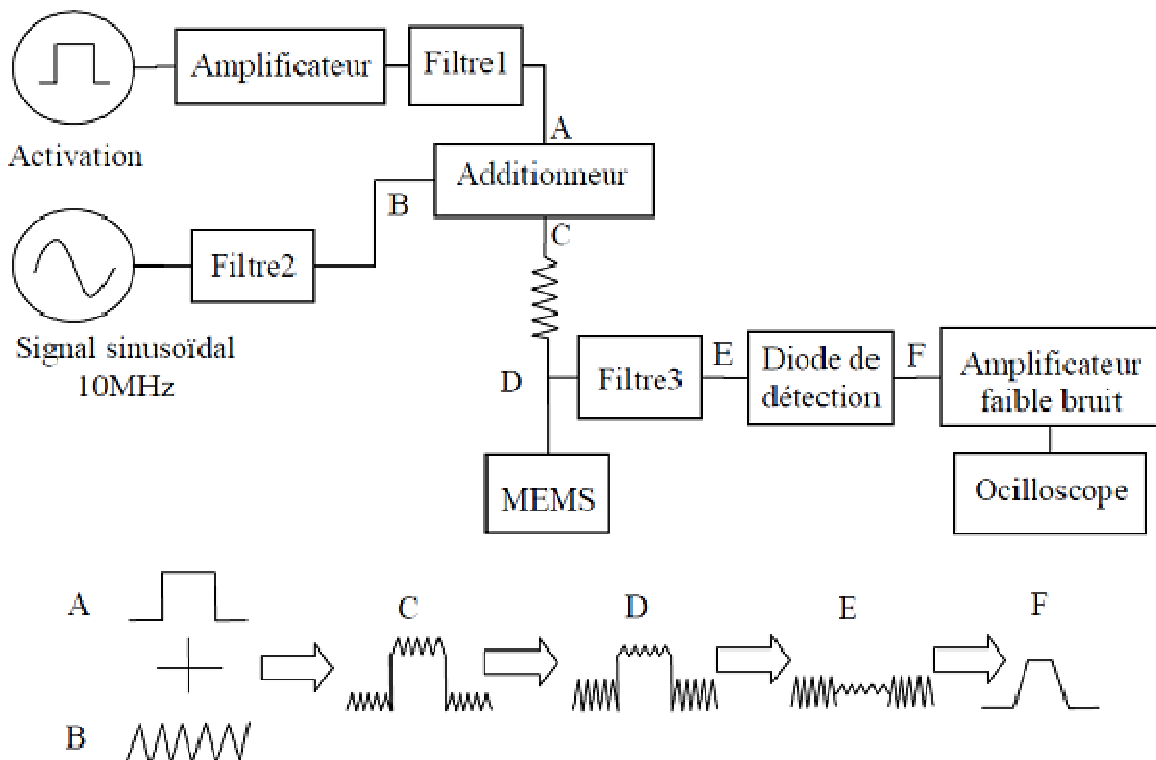 Amplificateur
Filtre1
Activation
A
Additionneur
B
C
Filtre2
Signal sinusoïdal
10MHz
D
Filtre3
E
Diode de
détection
F
Amplificateur
faible bruit
MEMS
Ocilloscope
A
C
D
E
F
B